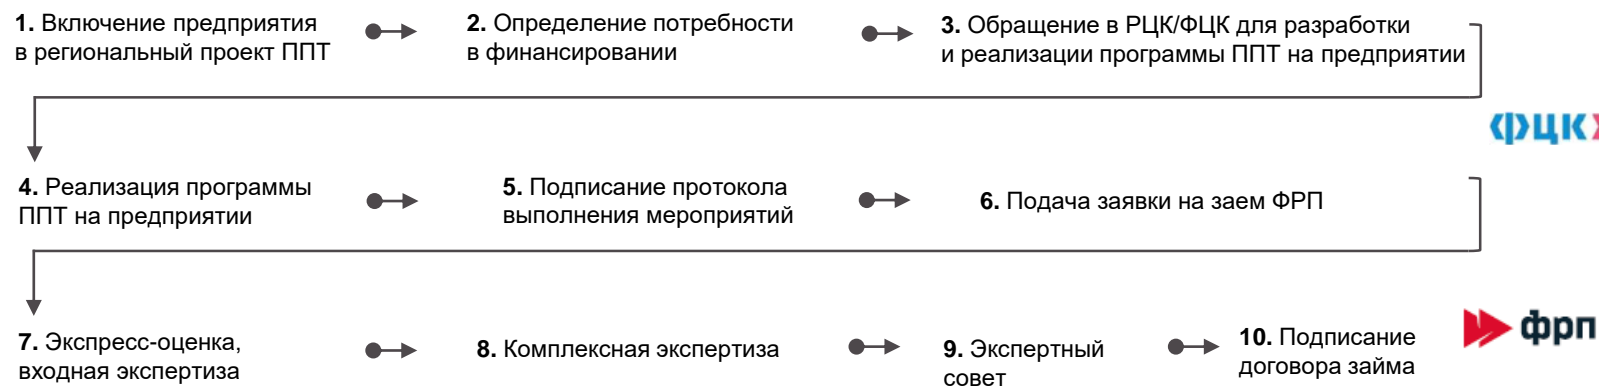 1. Включение предприятия
в региональный проект ППТ
2. Определение потребности
в финансировании
3. Обращение в РЦК/ФЦК для разработки
и реализации программы ППТ на предприятии
ФЦК
4. Реализация программы
ППТ на предприятии
5. Подписание протокола
выполнения мероприятий
6. Подача заявки на заем ФРП
7. Экспресс-оценка,
входная экспертиза
8. Комплексная экспертиза
9. Экспертный
совет
10. Подписание
договора займа
фрп